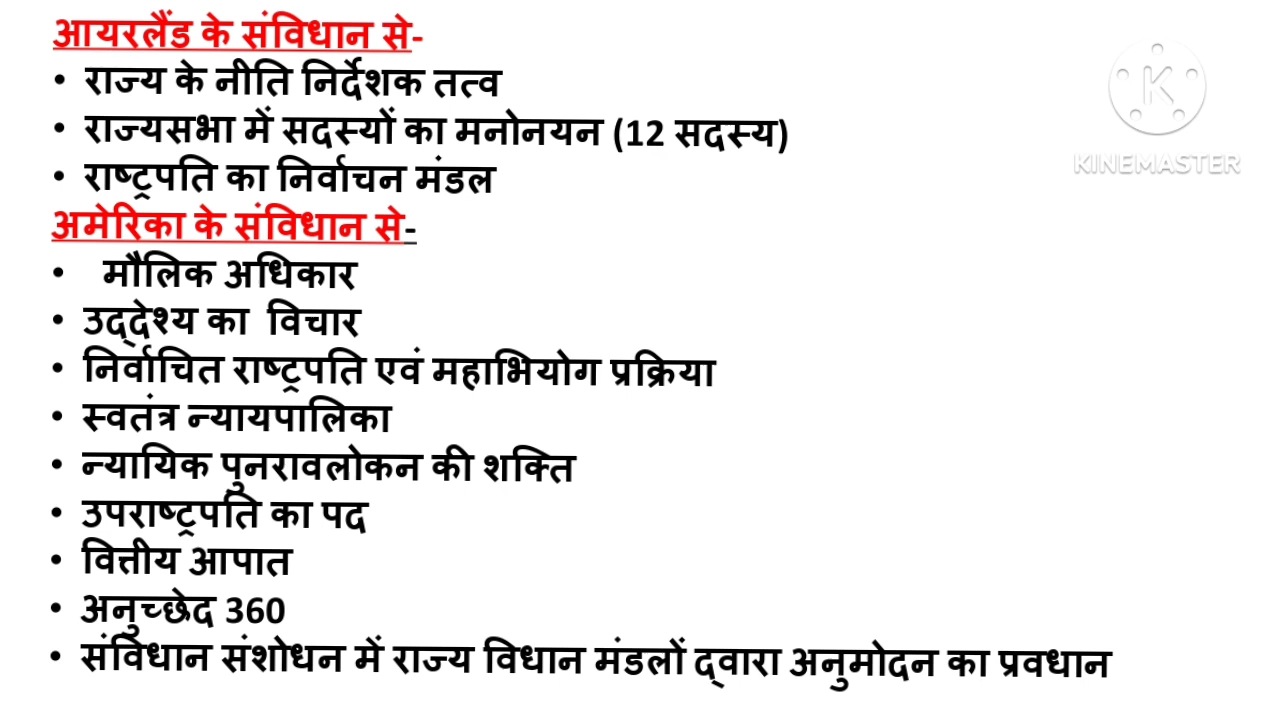 आयरलैंड के संविधान से-
• राज्य के नीति निर्देशक तत्व
• राज्यसभा में सदस्यों का मनोनयन (12 सदस्य)
• राष्ट्रपति का निर्वाचन मंडल
अमेरिका के संविधान से-
• मौलिक अधिकार
• उद्देश्य का विचार
• निर्वाचित राष्ट्रपति एवं महाभियोग प्रक्रिया
• स्वतंत्र न्यायपालिका
• न्यायिक पुनरावलोकन की शक्ति
• उपराष्ट्रपति का पद
• वित्तीय आपात
• अनुच्छेद 360
• संविधान संशोधन में राज्य विधान मंडलों द्वारा अनुमोदन का प्रवधान
K
KINEMASTER